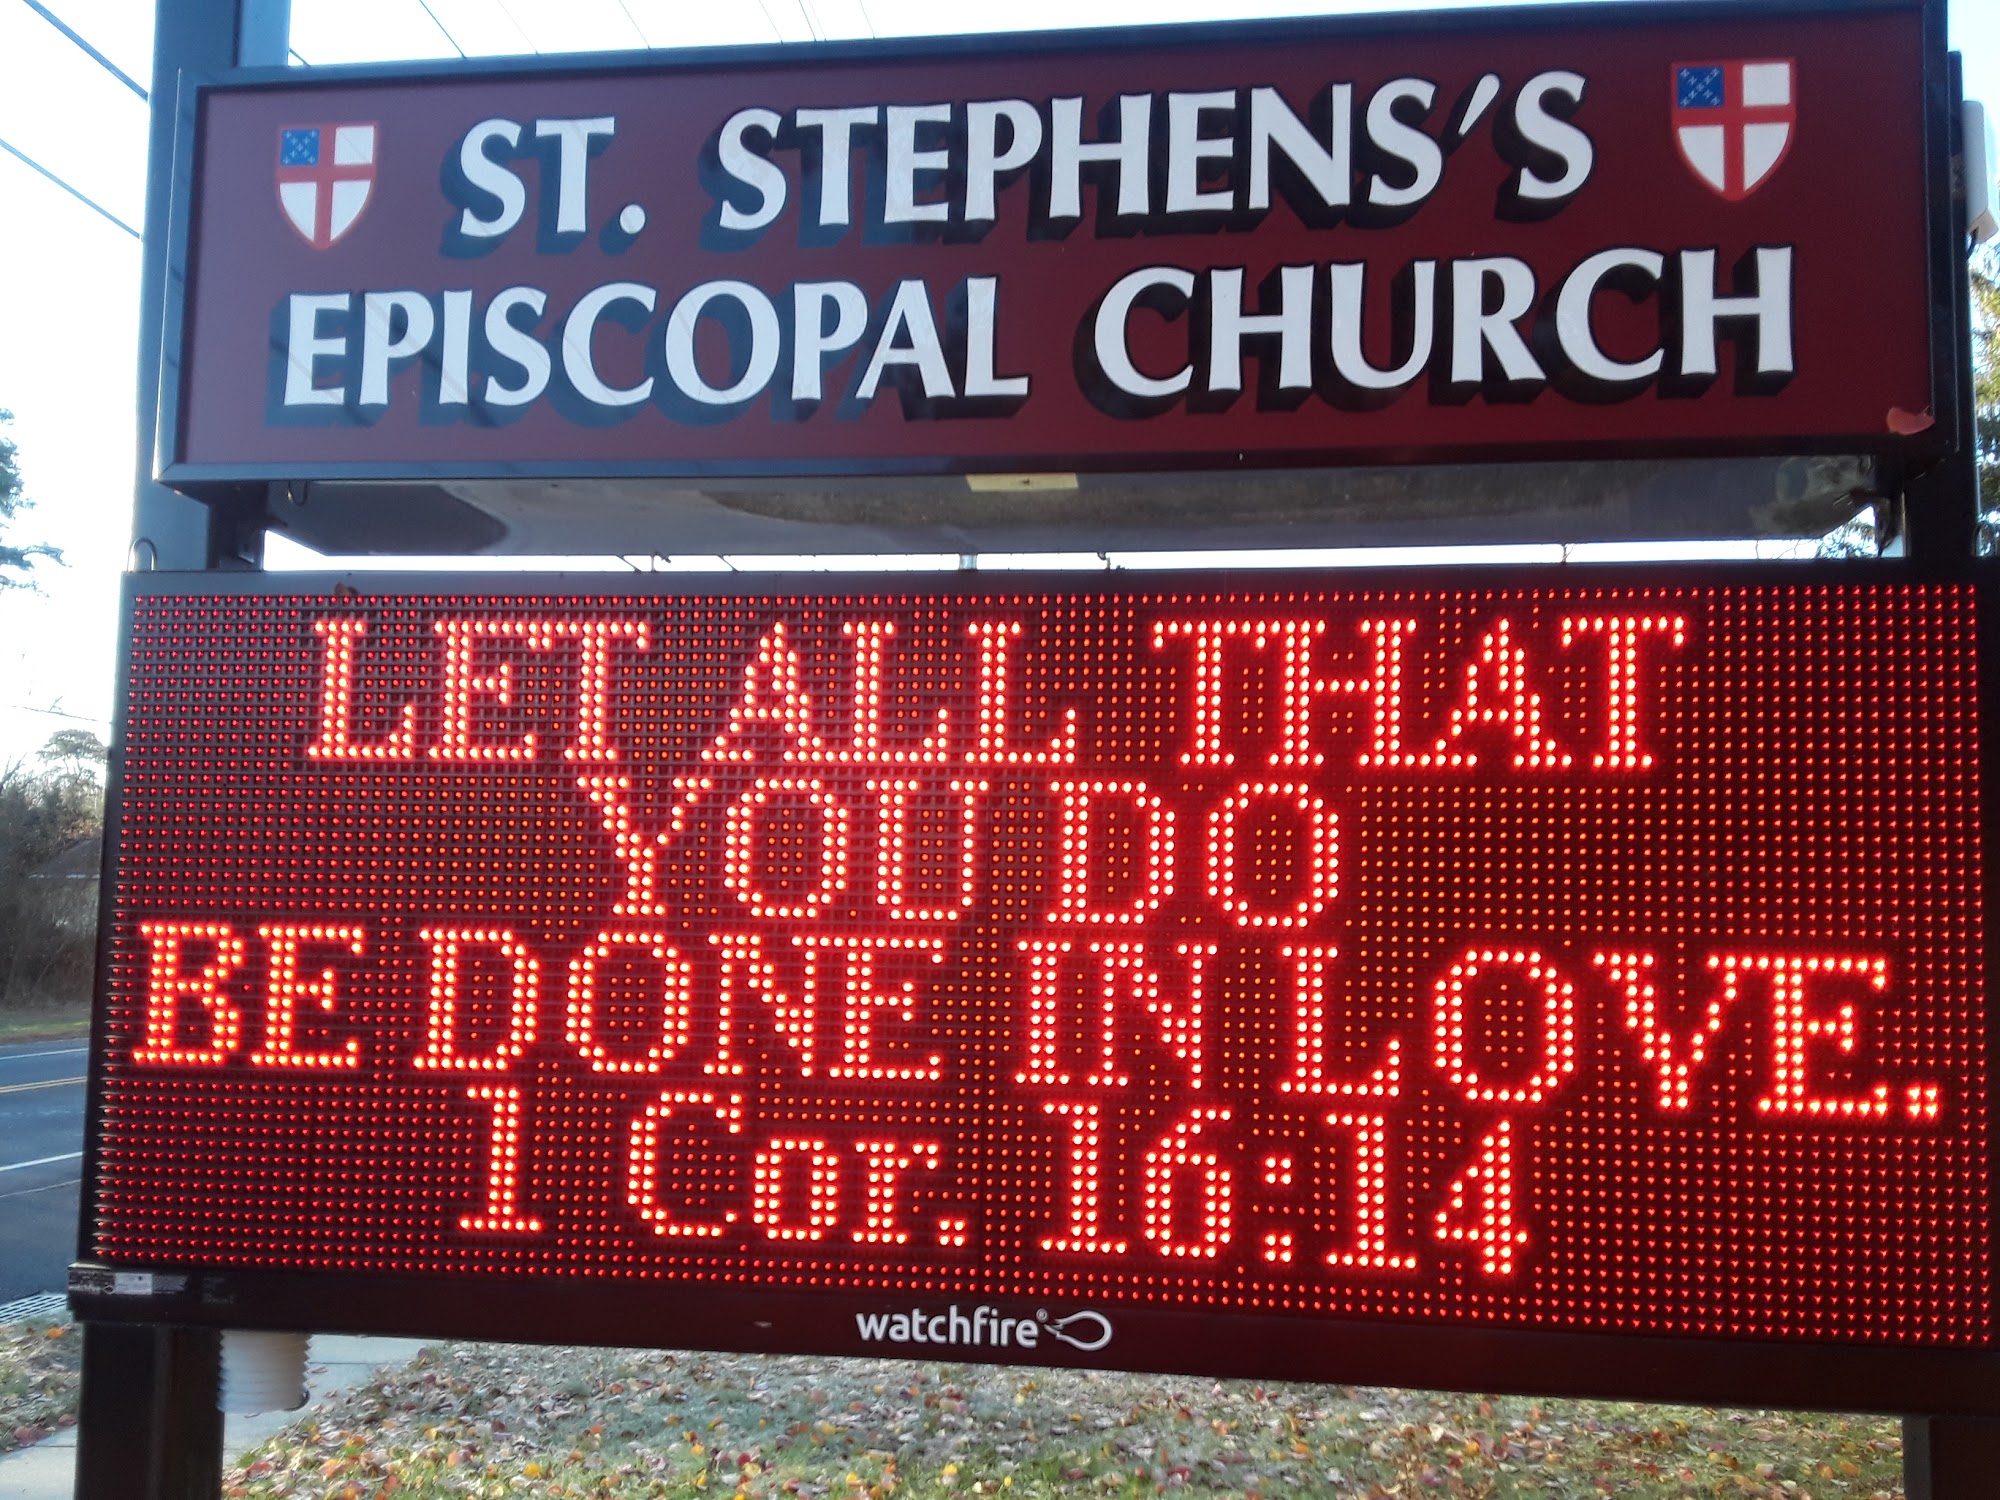 ST. STEPHENS'S
EPISCOPAL CHURCH
LET ALL THAT
YOU DO
BE DONE IN LOVE.
1 Cor. 16:14
watchfire®